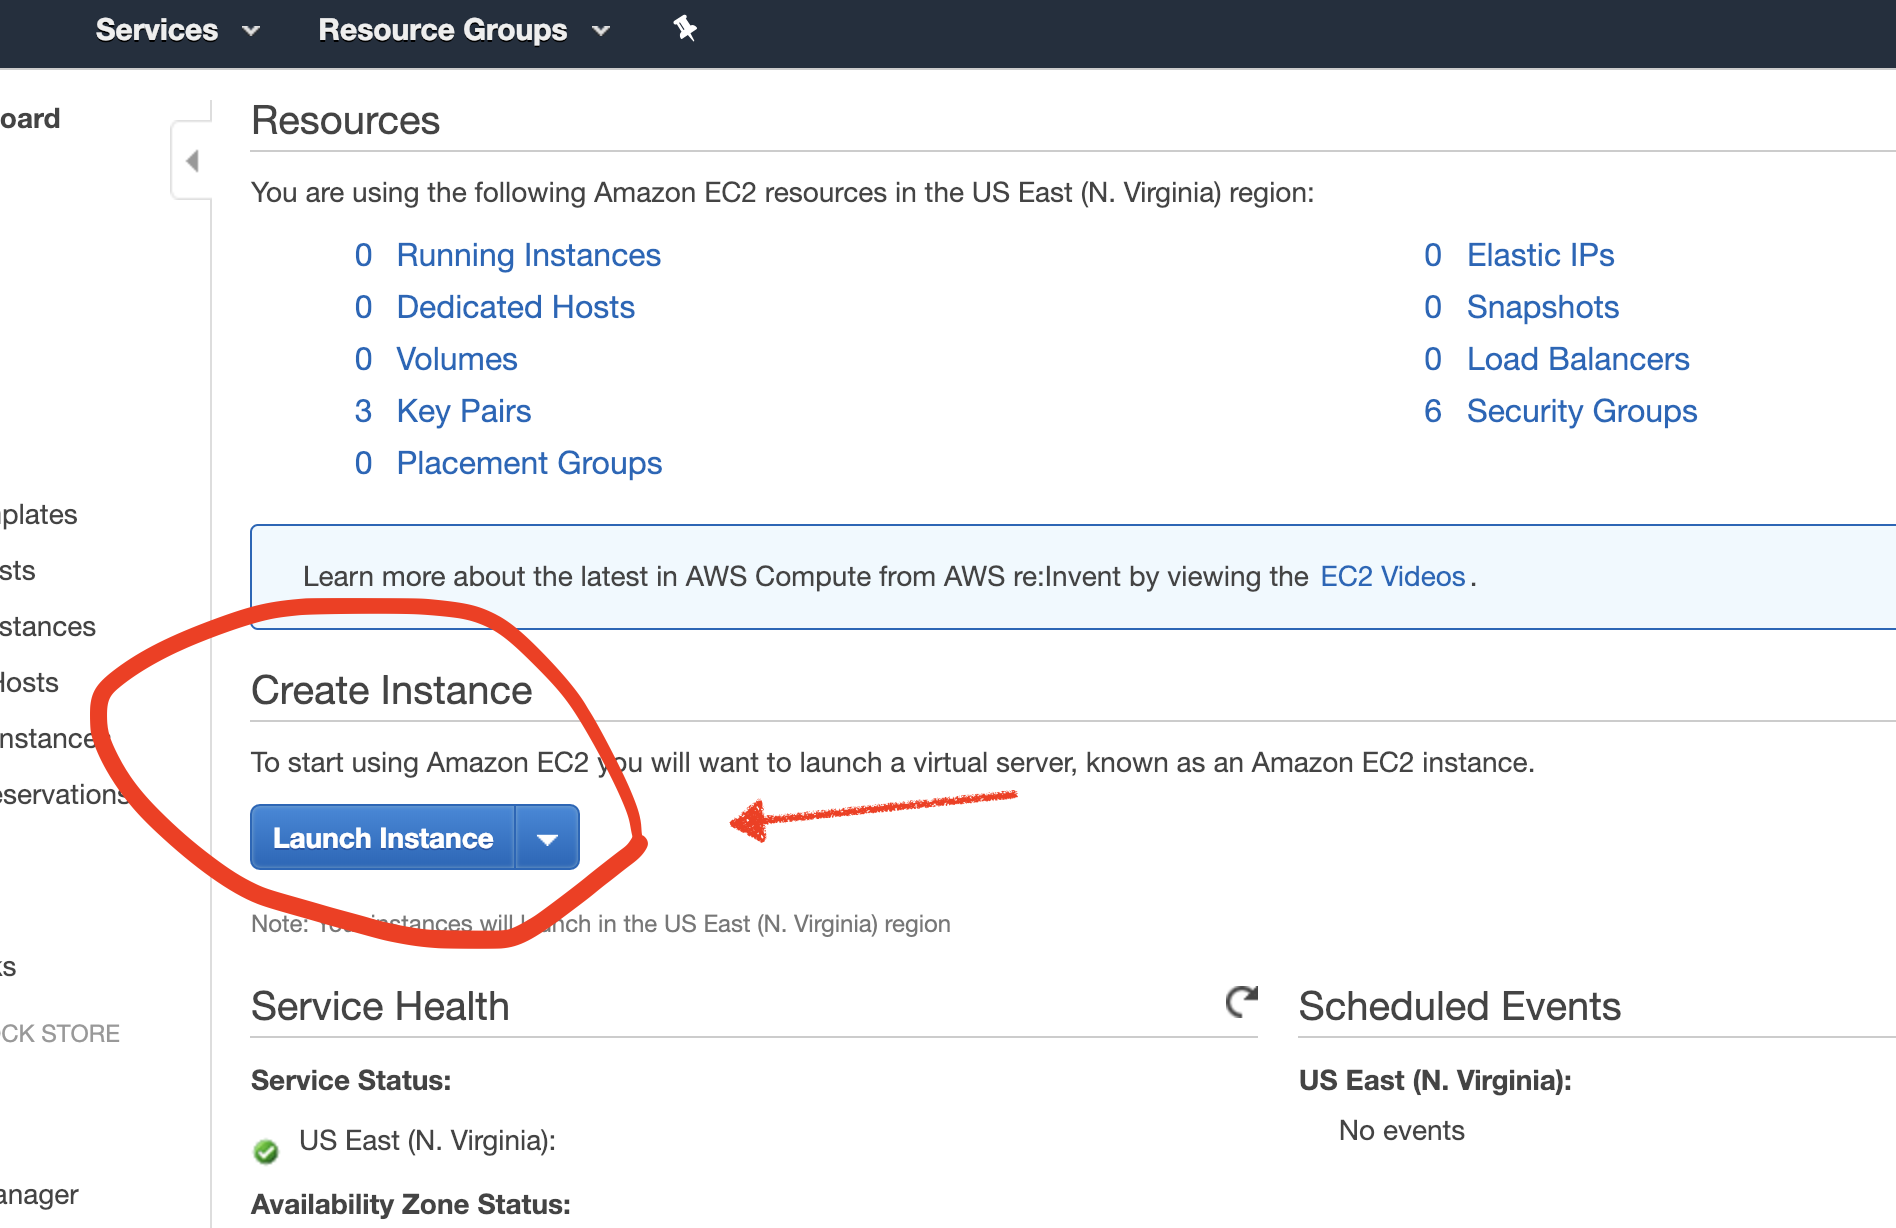 Services Resource Groups
oard
Resources
You are using the following Amazon EC2 resources in the US East (N. Virginia) region:
0 Running Instances 0 Elastic IPs
0 Dedicated Hosts 0 Snapshots
0 Volumes 0 Load Balancers
3 Key Pairs 6 Security Groups
0 Placement Groups
plates
sts
stances
Hosts
nstances
eservations
ks
CK STORE
anager
Learn more about the latest in AWS Compute from AWS re:Invent by viewing the EC2 Videos.
Create Instance
To start using Amazon EC2 you will want to launch a virtual server, known as an Amazon EC2 instance.
Launch Instance
Note: Your instances will launch in the US East (N. Virginia) region
Service Health
Service Status:
US East (N. Virginia):
Availability Zone Status:
Scheduled Events
US East (N. Virginia):
No events